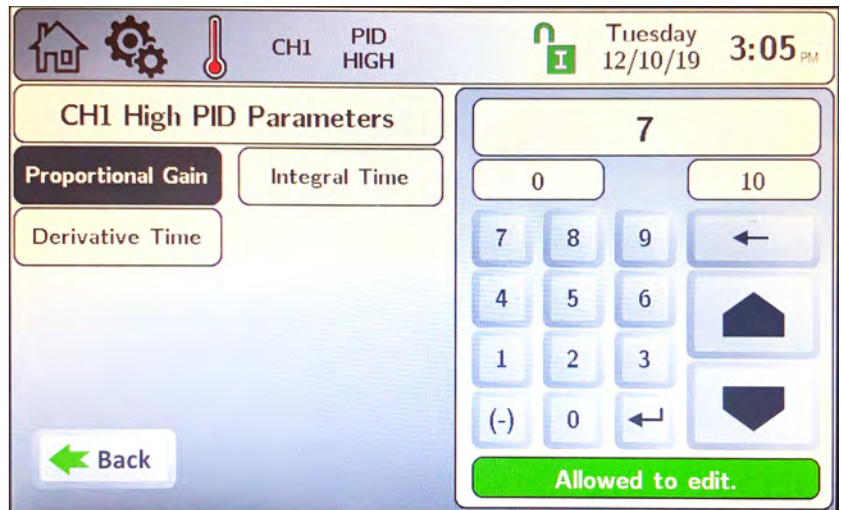 CH1 PID HIGH
I
Tuesday
12/10/19
3:05 PM
CH1 High PID Parameters
Proportional Gain
Integral Time
Derivative Time
Back
7
0 10
7 8 9
4 5 6
1 2 3
(-) 0
Allowed to edit.